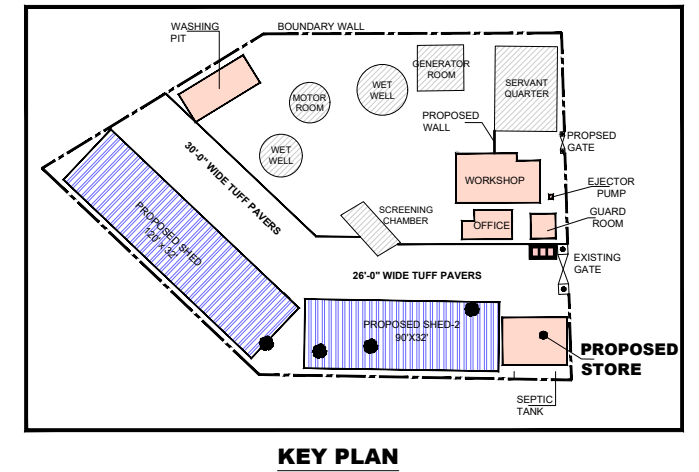 WASHING
PIT
BOUNDARY WALL
GENERATOR
ROOM
SERVANT
QUARTER
WET
WELL
MOTOR
ROOM
PROPOSED
WALL
PROPSED
GATE
WET
WELL
30'-0" WIDE TUFF PAVERS
WORKSHOP
EJECTOR
PUMP
SCREENING
CHAMBER
OFFICE
GUARD
ROOM
PROPOSED SHED
120' X 32'
26'-0" WIDE TUFF PAVERS
EXISTING
GATE
PROPOSED SHED-2
90'X32'
PROPOSED
STORE
SEPTIC
TANK
KEY PLAN